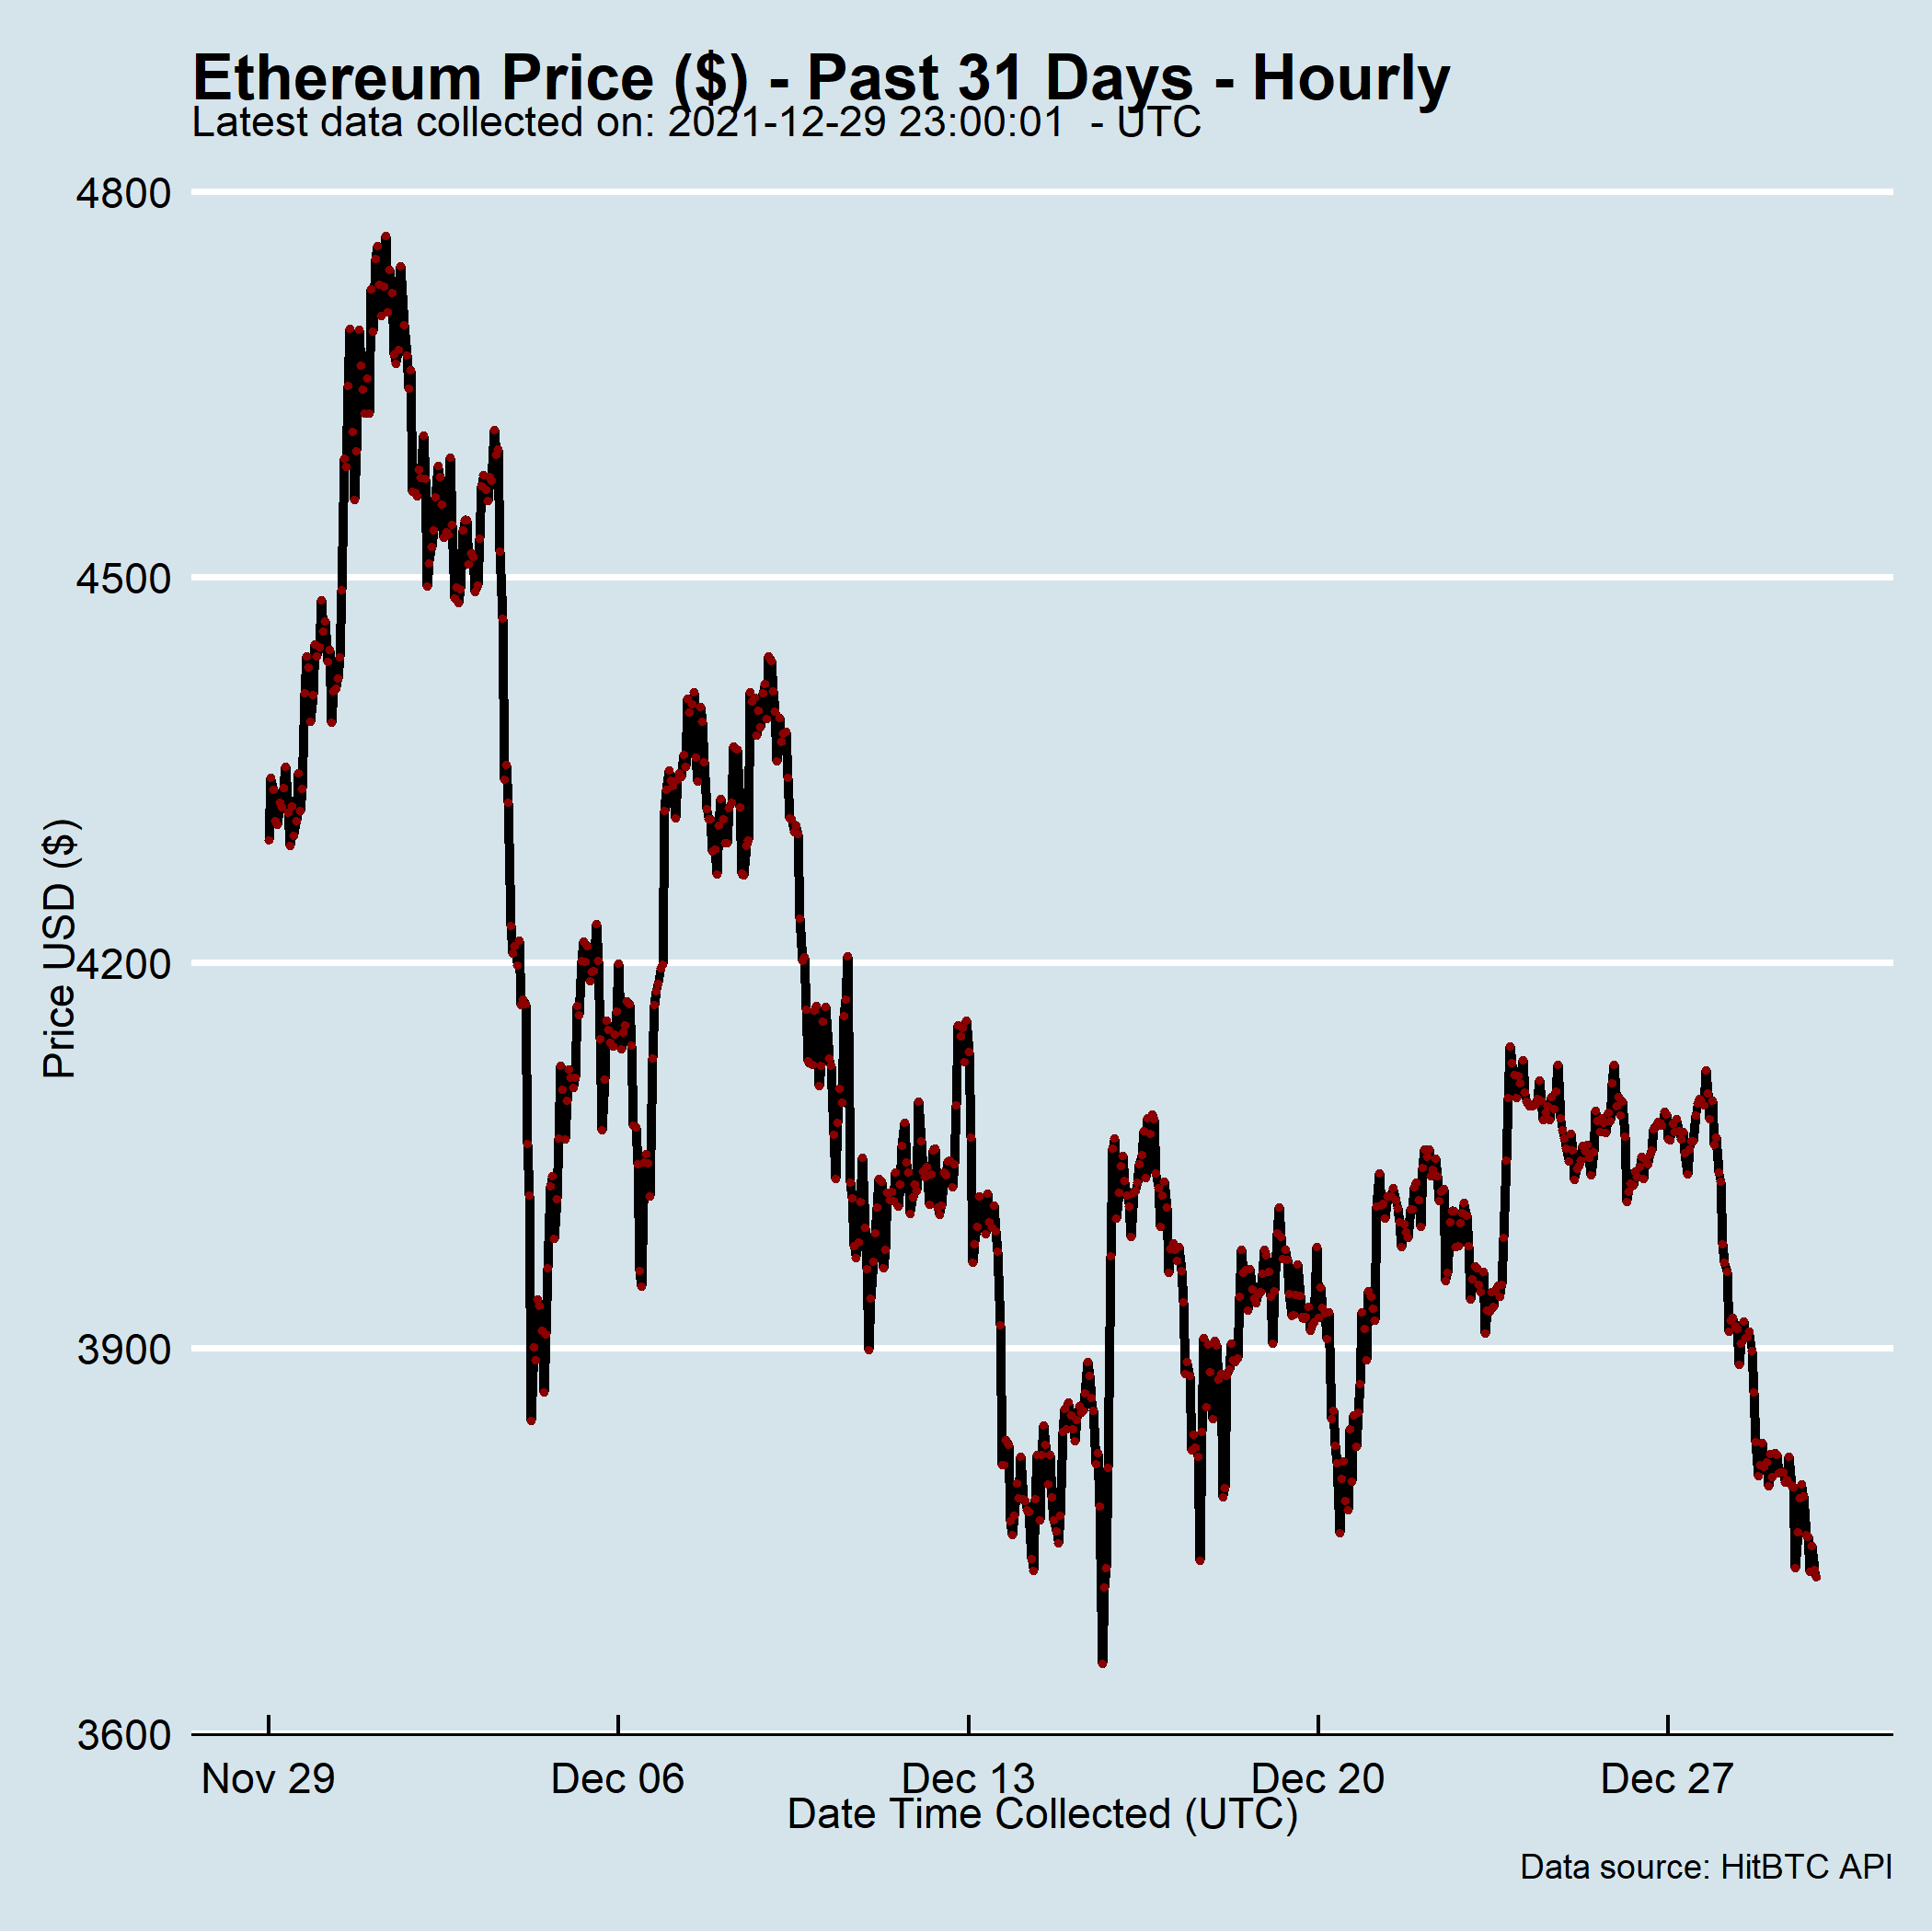 Ethereum Price ($) - Past 31 Days - Hourly
Latest data collected on: 2021-12-29 23:00:01  - UTC
4800
4500
4200
3900
3600
Price USD ($)
Nov 29
Dec 06
Dec 13
Dec 20
Dec 27
Date Time Collected (UTC)
Data source: HitBTC API